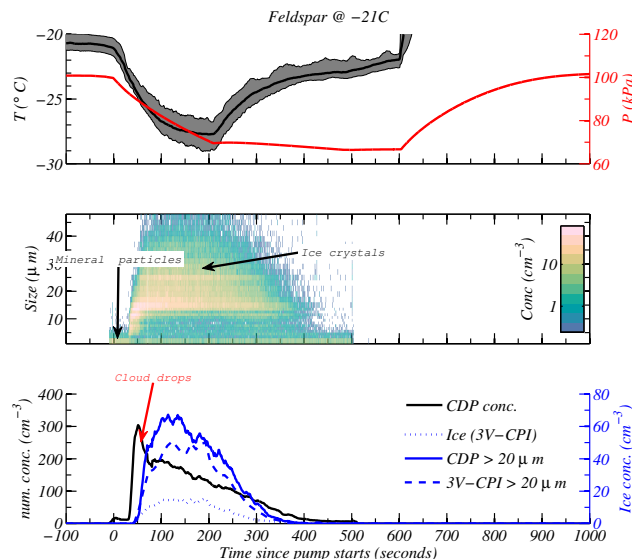 Feldspar @ −21C
−20
−25
−30
T (° C)
120
100
80
60
P (kPa)
40
30
20
10
Size (μ m)
Mineral particles
Ice crystals
Conc (cm−3)
10
1
Cloud drops
400
300
200
100
0
num. conc. (cm−3)
CDP conc.
Ice (3V−CPI)
CDP > 20 μ m
3V−CPI > 20 μ m
80
60
40
20
0
Ice conc. (cm−3)
−100 0 100 200 300 400 500 600 700 800 900 1000
Time since pump starts (seconds)